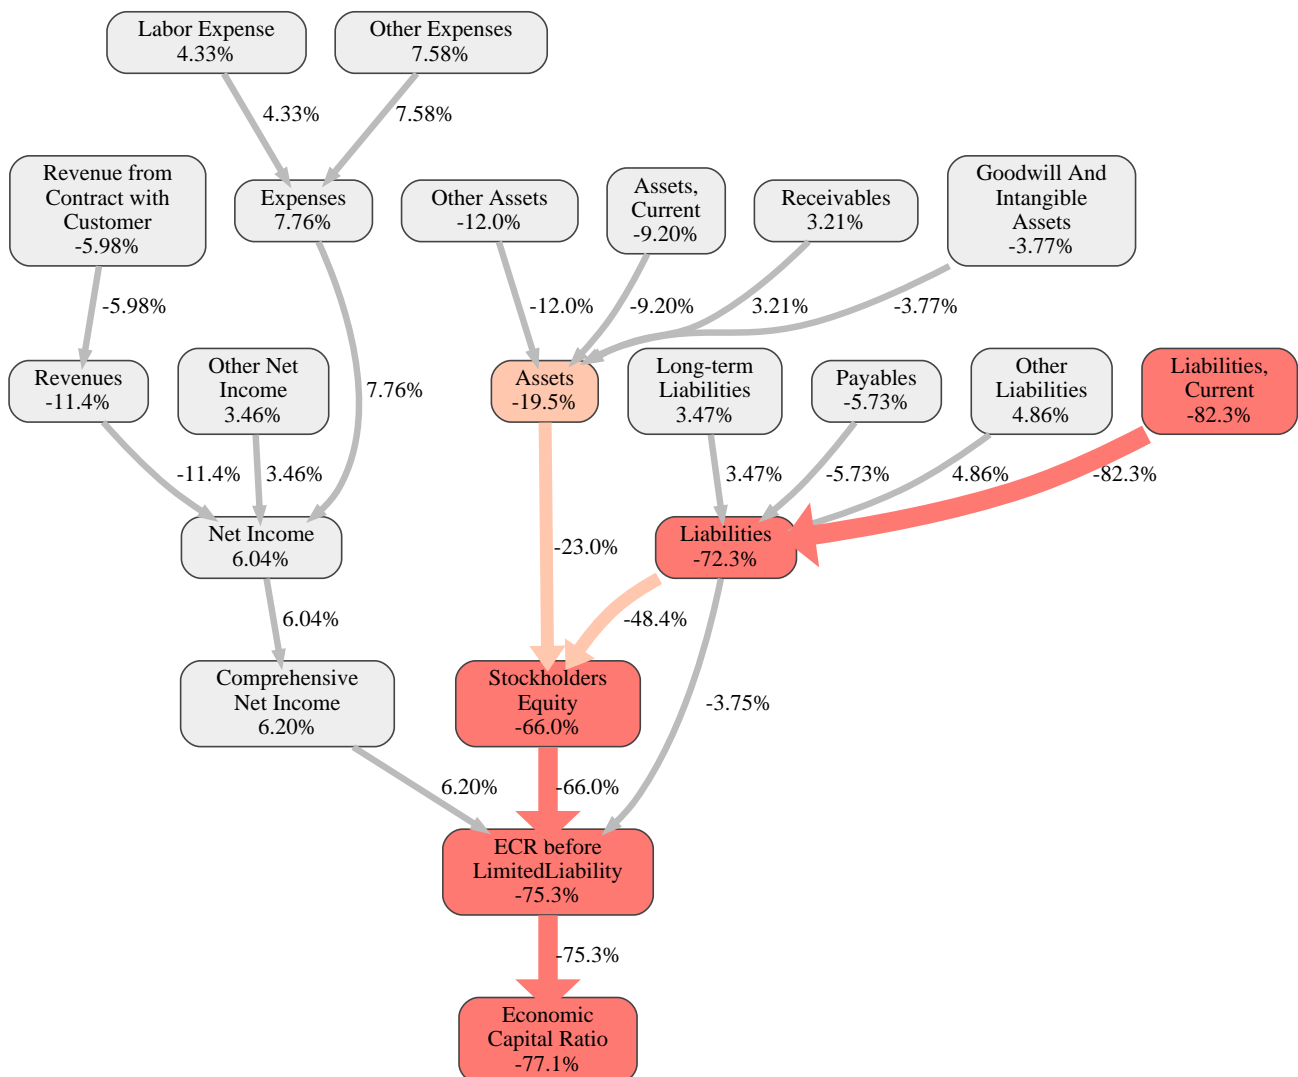 Labor Expense
4.33%
Other Expenses
7.58%
4.33%
7.58%
Revenue from
Contract with
Customer
-5.98%
Expenses
7.76%
Other Assets
-12.0%
Assets,
Current
-9.20%
Receivables
3.21%
Goodwill And
Intangible
Assets
-3.77%
-5.98%
-12.0%
-9.20%
3.21%
-3.77%
Revenues
-11.4%
Other Net
Income
3.46%
7.76%
Assets
-19.5%
Long-term
Liabilities
3.47%
Payables
-5.73%
Other
Liabilities
4.86%
Liabilities,
Current
-82.3%
-11.4%
3.46%
3.47%
-5.73%
4.86%
-82.3%
Net Income
6.04%
-23.0%
Liabilities
-72.3%
6.04%
-48.4%
Comprehensive
Net Income
6.20%
Stockholders
Equity
-66.0%
-3.75%
6.20%
-66.0%
ECR before
LimitedLiability
-75.3%
-75.3%
Economic
Capital Ratio
-77.1%